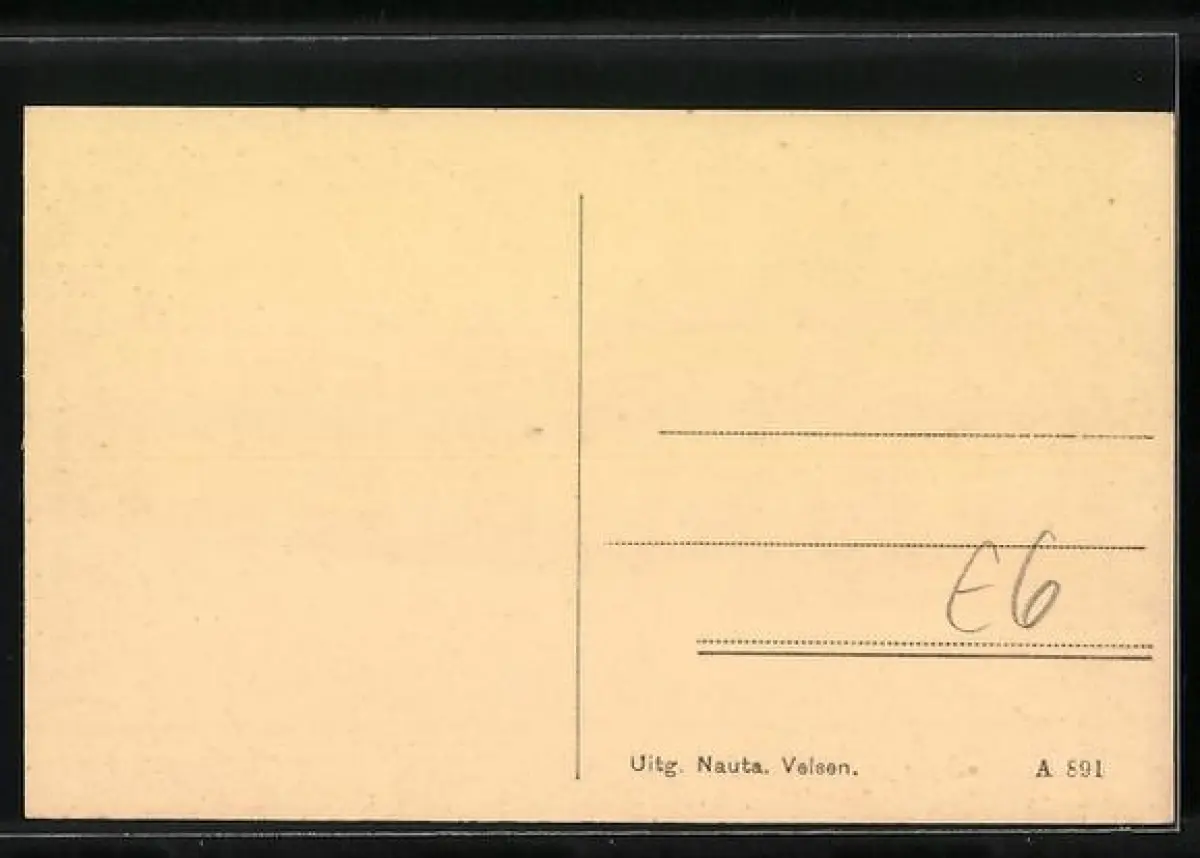 E6
Uitg. Nauta. Velsen. A 891